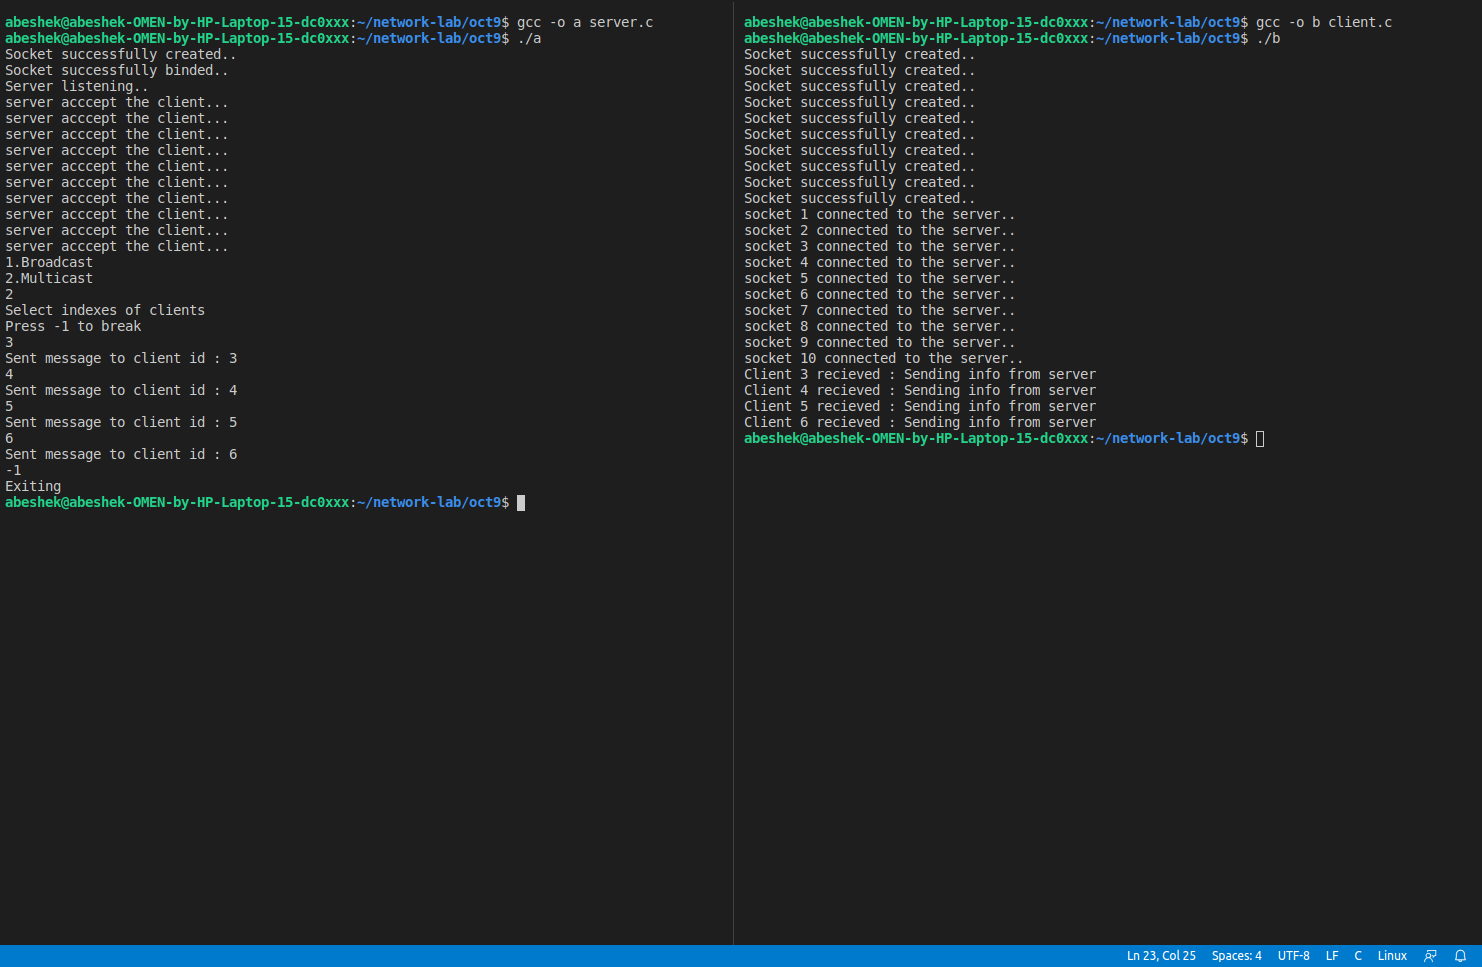 abeshek@abeshek-OMEN-by-HP-Laptop-15-dc0xxx:~/network-lab/oct9$ gcc -o a server.c
abeshek@abeshek-OMEN-by-HP-Laptop-15-dc0xxx:~/network-lab/oct9$ ./a
Socket successfully created..
Socket successfully binded..
Server listening..
server acccept the client...
server acccept the client...
server acccept the client...
server acccept the client...
server acccept the client...
server acccept the client...
server acccept the client...
server acccept the client...
server acccept the client...
server acccept the client...
1.Broadcast
2.Multicast
2
Select indexes of clients
Press -1 to break
3
Sent message to client id : 3
4
Sent message to client id : 4
5
Sent message to client id : 5
6
Sent message to client id : 6
-1
Exiting
abeshek@abeshek-OMEN-by-HP-Laptop-15-dc0xxx:~/network-lab/oct9$
abeshek@abeshek-OMEN-by-HP-Laptop-15-dc0xxx:~/network-lab/oct9$ gcc -o b client.c
abeshek@abeshek-OMEN-by-HP-Laptop-15-dc0xxx:~/network-lab/oct9$ ./b
Socket successfully created..
Socket successfully created..
Socket successfully created..
Socket successfully created..
Socket successfully created..
Socket successfully created..
Socket successfully created..
Socket successfully created..
Socket successfully created..
Socket successfully created..
socket 1 connected to the server..
socket 2 connected to the server..
socket 3 connected to the server..
socket 4 connected to the server..
socket 5 connected to the server..
socket 6 connected to the server..
socket 7 connected to the server..
socket 8 connected to the server..
socket 9 connected to the server..
socket 10 connected to the server..
Client 3 recieved : Sending info from server
Client 4 recieved : Sending info from server
Client 5 recieved : Sending info from server
Client 6 recieved : Sending info from server
abeshek@abeshek-OMEN-by-HP-Laptop-15-dc0xxx:~/network-lab/oct9$
Ln 23, Col 25 Spaces: 4 UTF-8 LF C Linux